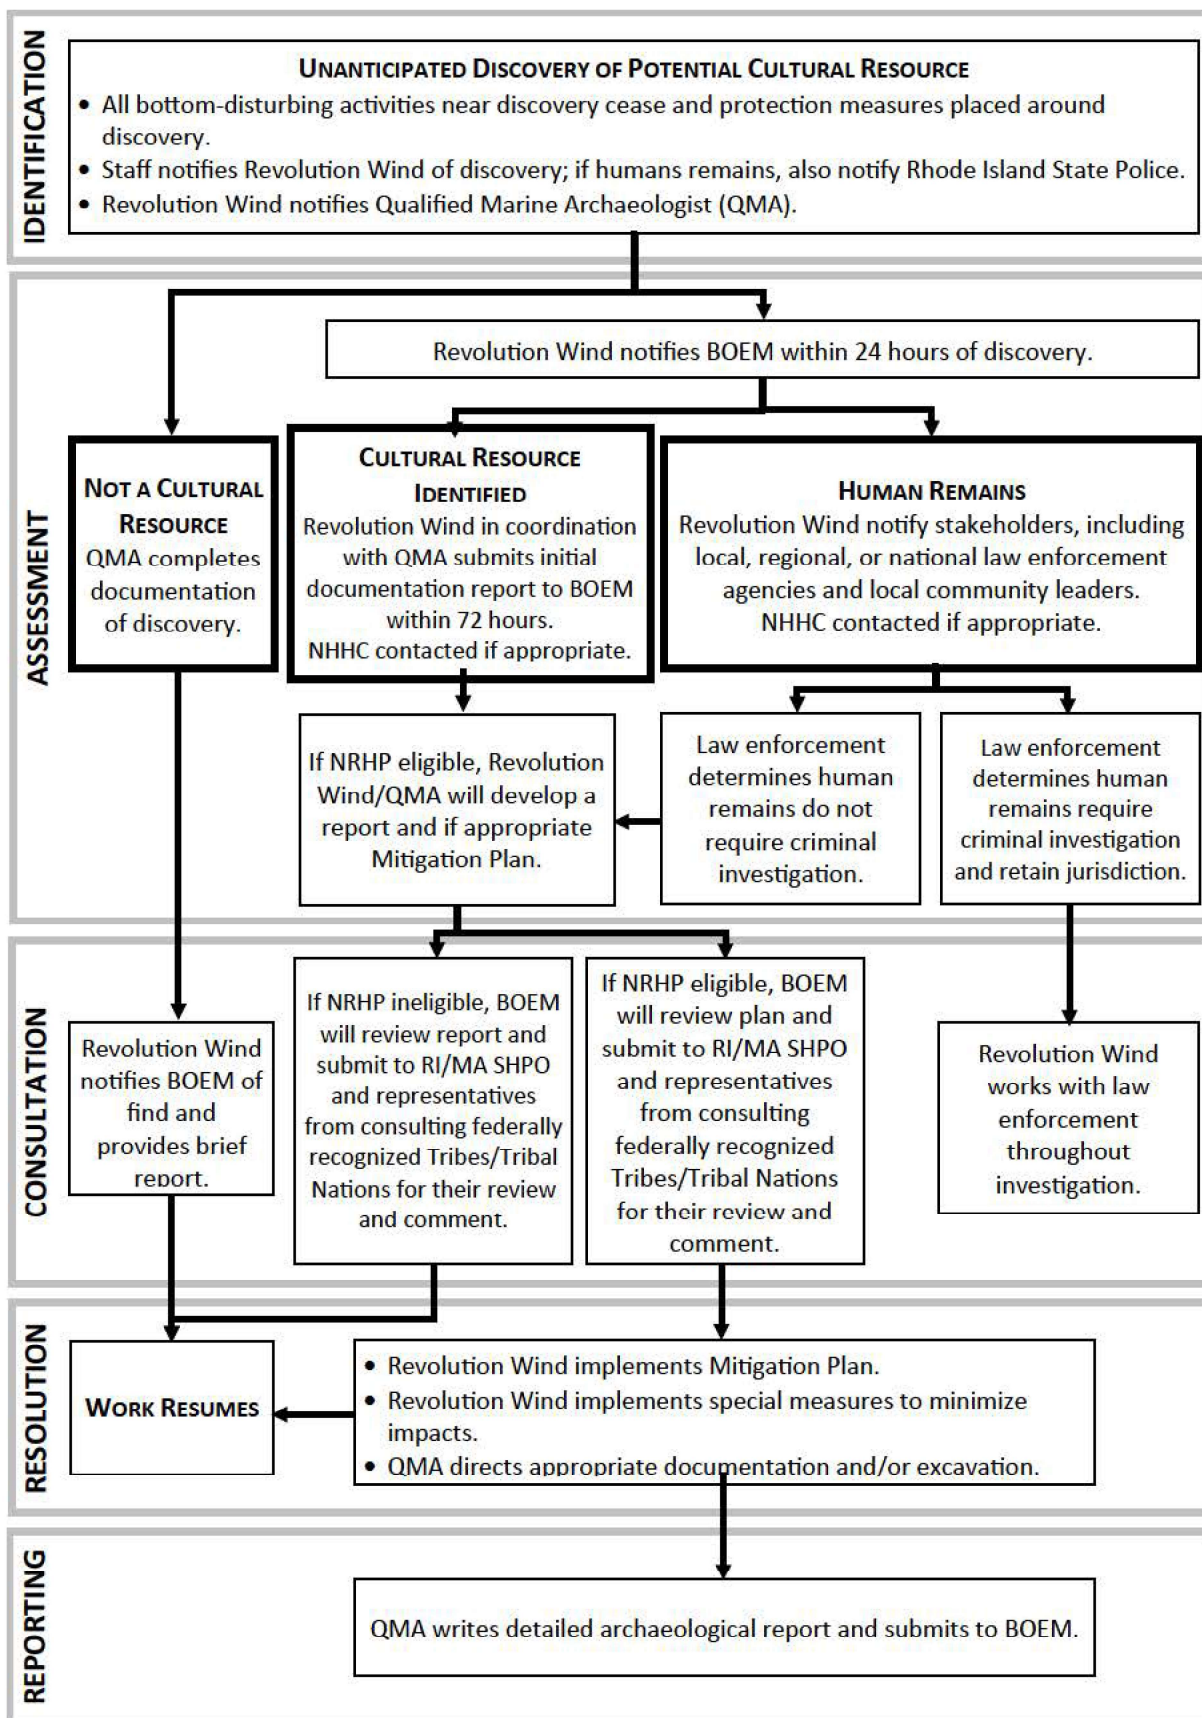 IDENTIFICATION
UNANTICIPATED DISCOVERY OF POTENTIAL CULTURAL RESOURCE
• All bottom-disturbing activities near discovery cease and protection measures placed around
discovery.
• Staff notifies Revolution Wind of discovery; if humans remains, also notify Rhode Island State Police.
• Revolution Wind notifies Qualified Marine Archaeologist (QMA).
ASSESSMENT
Revolution Wind notifies BOEM within 24 hours of discovery.
NOT A CULTURAL
RESOURCE
QMA completes
documentation
of discovery.
CULTURAL RESOURCE
IDENTIFIED
Revolution Wind in coordination
with QMA submits initial
documentation report to BOEM
within 72 hours.
NHHC contacted if appropriate.
HUMAN REMAINS
Revolution Wind notify stakeholders, including
local, regional, or national law enforcement
agencies and local community leaders.
NHHC contacted if appropriate.
If NRHP eligible, Revolution
Wind/QMA will develop a
report and if appropriate
Mitigation Plan.
Law enforcement
determines human
remains do not
require criminal
investigation.
Law enforcement
determines human
remains require
criminal investigation
and retain jurisdiction.
CONSULTATION
Revolution Wind
notifies BOEM of
find and
provides brief
report.
If NRHP ineligible, BOEM
will review report and
submit to RI/MA SHPO
and representatives
from consulting federally
recognized Tribes/Tribal
Nations for their review
and comment.
If NRHP eligible, BOEM
will review plan and
submit to RI/MA SHPO
and representatives
from consulting
federally recognized
Tribes/Tribal Nations
for their review and
comment.
Revolution Wind
works with law
enforcement
throughout
investigation.
RESOLUTION
WORK RESUMES
• Revolution Wind implements Mitigation Plan.
• Revolution Wind implements special measures to minimize
impacts.
• QMA directs appropriate documentation and/or excavation.
REPORTING
QMA writes detailed archaeological report and submits to BOEM.